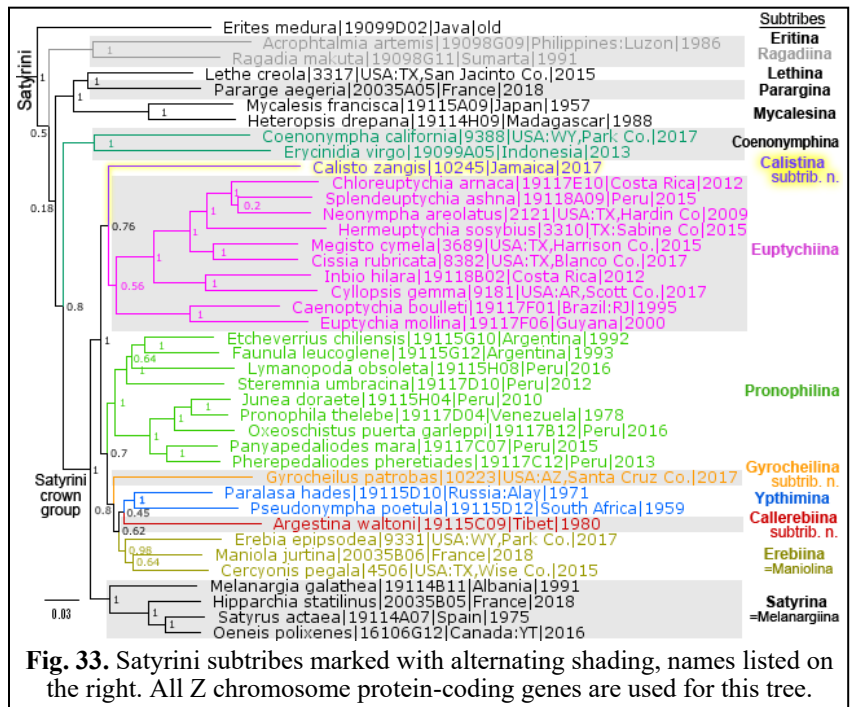 Subtribes
Erites medura|19099D02|Java|old
Eritina
Acrophtalmia artemis|19098G09|Philippines:Luzon|1986
Ragadia makuta|19098G11|Sumarta|1991
Ragadiina
Lethe creola|3317|USA:TX,San Jacinto Co.|2015
Lethina
Pararge aegeria|20035A05|France|2018
Parargina
Mycalesis francisca|19115A09|Japan|1957
Heteropsis drepana|19114H09|Madagascar|1988
Mycalesina
Coenonympha california|9388|USA:WY,Park Co.|2017
Erycinidia virgo|19099A05|Indonesia|2013
Coenonymphina
Calisto zangis|10245|Jamaica|2017
Calistina
subtrib. n.
Chloreuptychia arnaca|19117E10|Costa Rica|2012
Splendeuptychia ashna|19118A09|Peru|2015
Neonympha areolatus|2121|USA:TX,Hardin Co|2009
Hermeuptychia sosybius|3310|TX:Sabine Co|2015
Megisto cymela|3689|USA:TX,Harrison Co.|2015
Cissia rubricata|8382|USA:TX,Blanco Co.|2017
Inbio hilara|19118B02|Costa Rica|2012
Cyllopsis gemma|9181|USA:AR,Scott Co.|2017
Caenoptychia boulleti|19117F01|Brazil:RJ|1995
Euptychia mollina|19117F06|Guyana|2000
Euptychiina
Etcheverrius chiliensis|19115G10|Argentina|1992
Faunula leucoglene|19115G12|Argentina|1993
Lymanopoda obsoleta|19115H08|Peru|2016
Steremnia umbracina|19117D10|Peru|2012
Junea doraete|19115H04|Peru|2010
Pronophila thelebe|19117D04|Venezuela|1978
Oxeoschistus puerta garleppi|19117B12|Peru|2016
Panyapedaliodes mara|19117C07|Peru|2015
Pherepedaliodes pheretiades|19117C12|Peru|2013
Pronophilina
Gyrocheilus patrobas|10223|USA:AZ,Santa Cruz Co.|2017
Gyrocheilina
subtrib. n.
Paralasa hades|19115D10|Russia:Alay|1971
Pseudonympha poetula|19115D12|South Africa|1959
Ypthimina
Argestina waltoni|19115C09|Tibet|1980
Callerebiina
subtrib. n.
Erebia epipsodea|9331|USA:WY,Park Co.|2017
Maniola jurtina|20035B06|France|2018
Cercyonis pegala|4506|USA:TX,Wise Co.|2015
Erebiina
=Maniolina
Melanargia galathea|19114B11|Albania|1991
Hipparchia statilinus|20035B05|France|2018
Satyrus actaea|19114A07|Spain|1975
Oeneis polixenes|16106G12|Canada:YT|2016
Satyrina
=Melanargiina
Satyrini
1
0.5
0.18
0.8
1
1
1
1
1
0.76
1
1
1
1
0.2
1
1
0.56
1
1
1
1
0.64
1
1
1
1
1
1
0.7
0.8
1
0.45
0.62
0.98
0.64
1
1
1
1
Satyrini
crown
group
0.03
Fig. 33. Satyrini subtribes marked with alternating shading, names listed on
the right. All Z chromosome protein-coding genes are used for this tree.